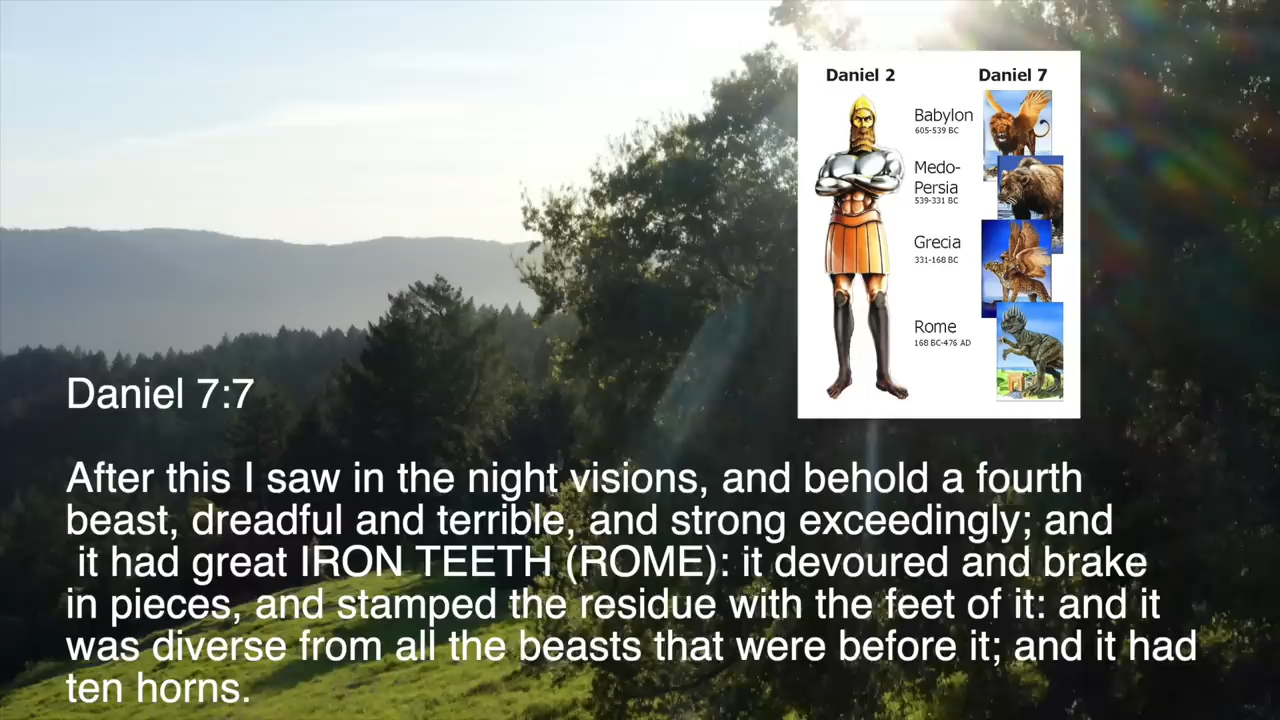 Daniel 2 Daniel 7
Babylon
605-539 BC
Medo-
Persia
539-331 BC
Grecia
331-168 BC
Rome
168 BC-476 AD
Daniel 7:7
After this I saw in the night visions, and behold a fourth
beast, dreadful and terrible, and strong exceedingly; and
it had great IRON TEETH (ROME): it devoured and brake
in pieces, and stamped the residue with the feet of it: and it
was diverse from all the beasts that were before it; and it had
ten horns.